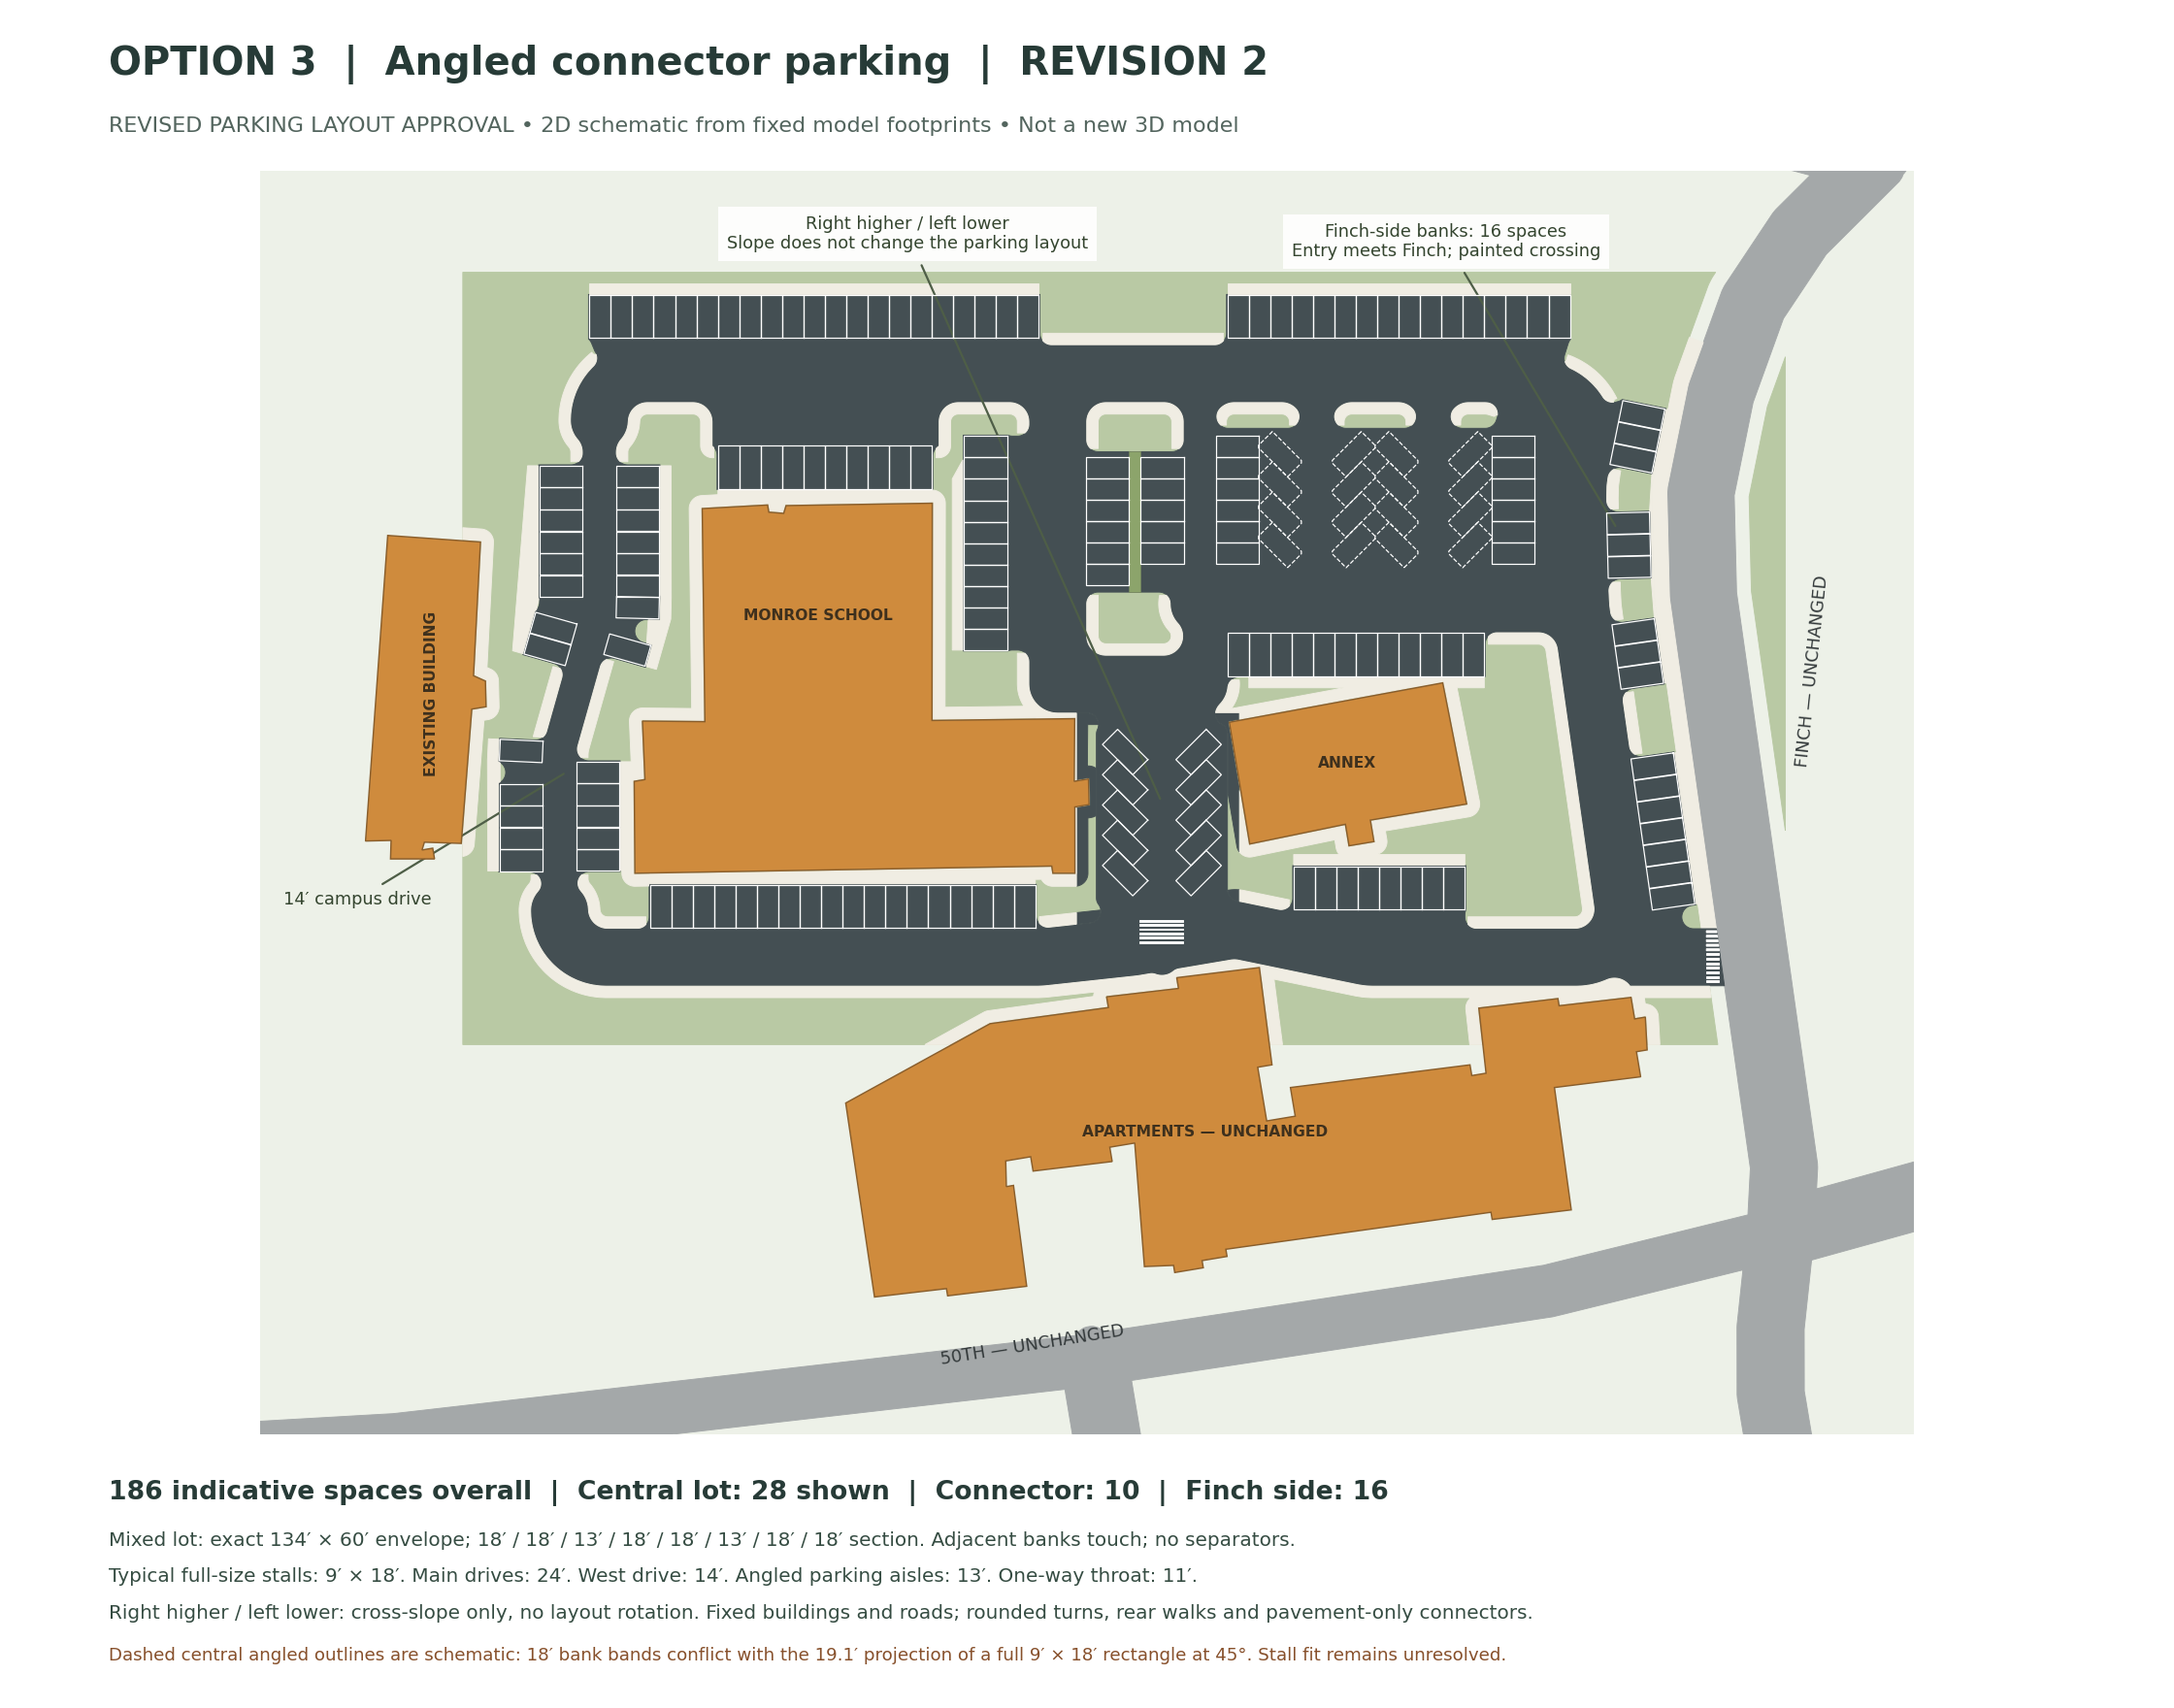 OPTION 3 | Angled connector parking | REVISION 2
REVISED PARKING LAYOUT APPROVAL • 2D schematic from fixed model footprints • Not a new 3D model
Right higher / left lower
Slope does not change the parking layout
Finch-side banks: 16 spaces
Entry meets Finch; painted crossing
MONROE SCHOOL
EXISTING BUILDING
FINCH — UNCHANGED
ANNEX
14′ campus drive
APARTMENTS — UNCHANGED
50TH — UNCHANGED
186 indicative spaces overall | Central lot: 28 shown | Connector: 10 | Finch side: 16
Mixed lot: exact 134′ × 60′ envelope; 18′ / 18′ / 13′ / 18′ / 18′ / 13′ / 18′ / 18′ section. Adjacent banks touch; no separators.
Typical full-size stalls: 9′ × 18′. Main drives: 24′. West drive: 14′. Angled parking aisles: 13′. One-way throat: 11′.
Right higher / left lower: cross-slope only, no layout rotation. Fixed buildings and roads; rounded turns, rear walks and pavement-only connectors.
Dashed central angled outlines are schematic: 18′ bank bands conflict with the 19.1′ projection of a full 9′ × 18′ rectangle at 45°. Stall fit remains unresolved.